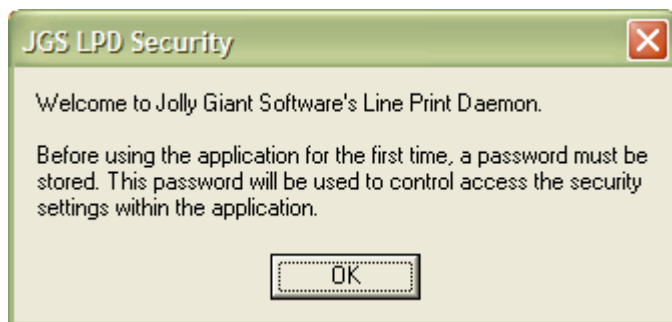 JGS LPD Security
Welcome to Jolly Giant Software's Line Print Daemon.
Before using the application for the first time, a password must be
stored. This password will be used to control access the security
settings within the application.
OK